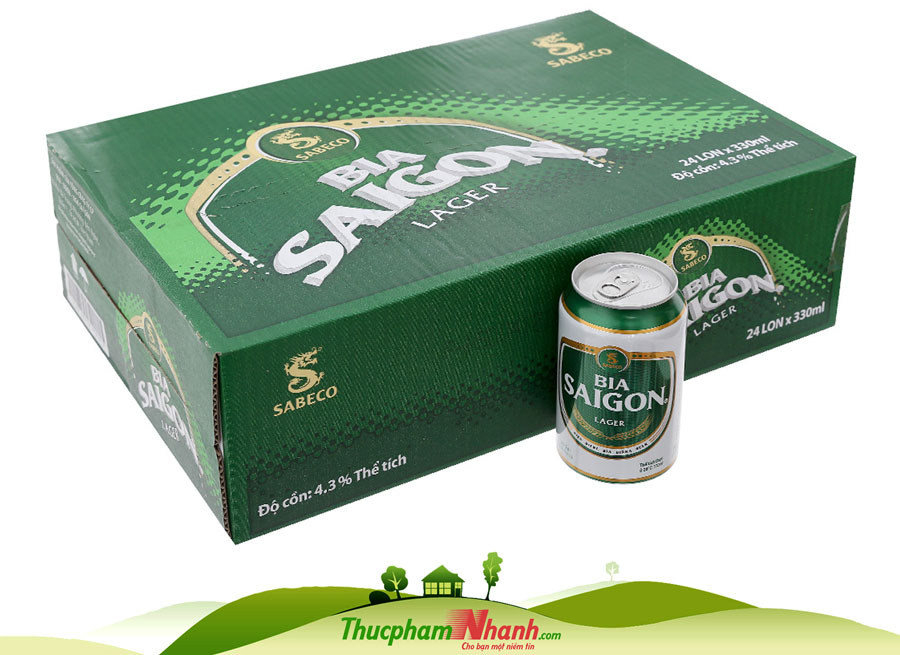 SABECO
SABECO
BIA
SAIGON
LAGER
24 LON x 330ml
Độ cồn: 4.3% Thể tích
SABECO
BIA
SAIGON
LAGER
24 LON x 330ml
SABECO
BIA
SAIGON
LAGER
Độ cồn: 4.3% Thể tích
BIA
SAIGON
LAGER
ThucphamNhanh.com
Cho bạn một niềm tin